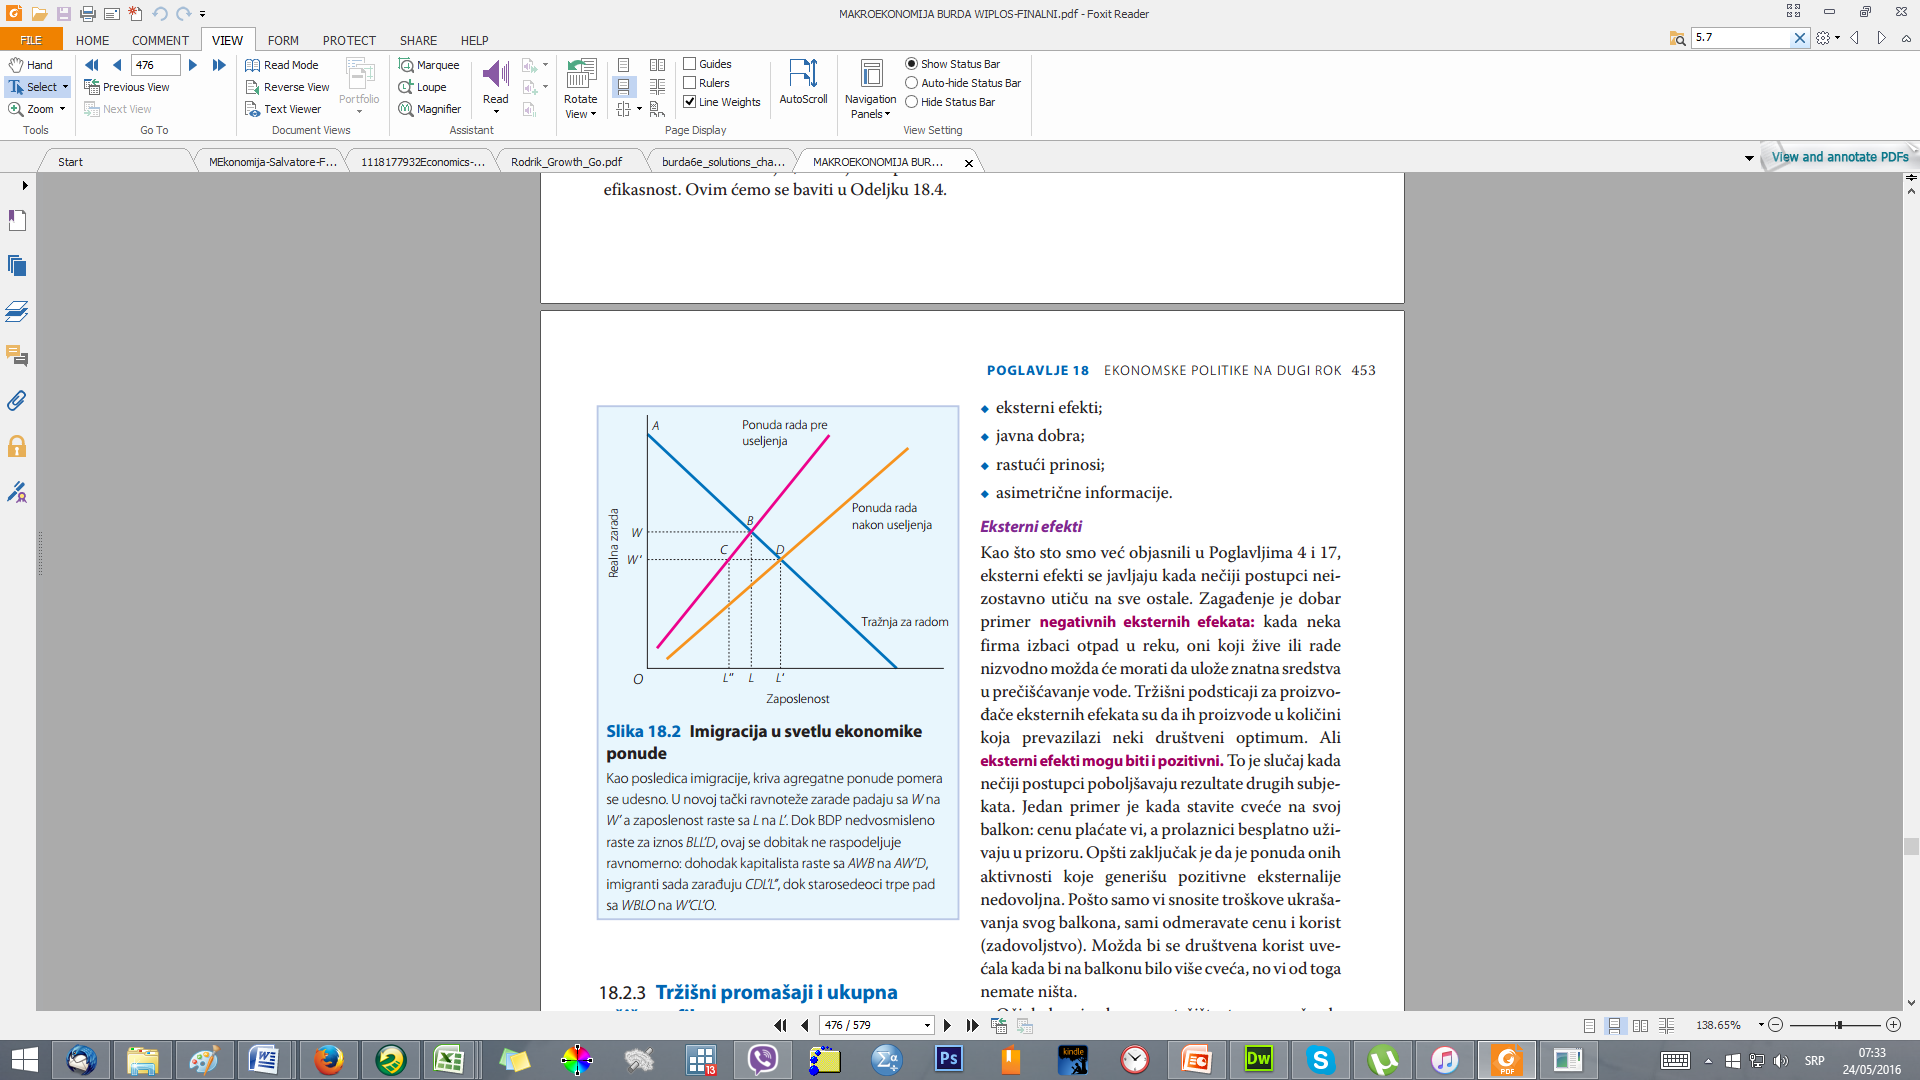 MAKROEKONOMIJA BURDA WIPLOS-FINALNI.pdf - Foxit Reader
FILE
HOME
COMMENT
VIEW
FORM
PROTECT
SHARE
HELP
5.7
Hand
Select
Zoom
Tools
476
Previous View
Next View
Go To
Read Mode
Reverse View
Text Viewer
Portfolio
Document Views
Marquee
Loupe
Magnifier
Read
Assistant
Rotate
View
Guides
Rulers
Line Weights
Page Display
AutoScroll
Navigation
Panels
Show Status Bar
Auto-hide Status Bar
Hide Status Bar
View Setting
Start
MEkonomija-Salvatore-F...
1118177932Economics-...
Rodrik_Growth_Go.pdf
burda6e_solutions_cha...
MAKROEKONOMIJA BUR...
View and annotate PDFs
efikasnost. Ovim ćemo se baviti u Odeljku 18.4.
POGLAVLJE 18 EKONOMSKE POLITIKE NA DUGI ROK 453
A
Ponuda rada pre
useljenja
Ponuda rada
nakon useljenja
Realna zarada
W
B
W'
C
D
Tražnja za radom
O
L''
L
L'
Zaposlenost
Slika 18.2 Imigracija u svetlu ekonomike
ponude
Kao posledica imigracije, kriva agregatne ponude pomera
se udesno. U novoj tački ravnoteže zarade padaju sa W na
W' a zaposlenost raste sa L na L'. Dok BDP nedvosmisleno
raste za iznos BLL'D, ovaj se dobitak ne raspodeljuje
ravnomerno: dohodak kapitalista raste sa AWB na AW'D,
imigranti sada zarađuju CDL'L'', dok starosedeoci trpe pad
sa WBLO na W'CL'O.
18.2.3 Tržišni promašaji i ukupna
◆ eksterni efekti;
◆ javna dobra;
◆ rastući prinosi;
◆ asimetrične informacije.
Eksterni efekti
Kao što sto smo već objasnili u Poglavljima 4 i 17,
eksterni efekti se javljaju kada nečiji postupci nei-
zostavno utiču na sve ostale. Zagađenje je dobar
primer negativnih eksternih efekata: kada neka
firma izbaci otpad u reku, oni koji žive ili rade
nizvodno možda će morati da ulože znatna sredstva
u prečišćavanje vode. Tržišni podsticaji za proizvo-
đače eksternih efekata su da ih proizvode u količini
koja prevazilazi neki društveni optimum. Ali
eksterni efekti mogu biti i pozitivni. To je slučaj kada
nečiji postupci poboljšavaju rezultate drugih subje-
kata. Jedan primer je kada stavite cveće na svoj
balkon: cenu plaćate vi, a prolaznici besplatno uži-
vaju u prizoru. Opšti zaključak je da je ponuda onih
aktivnosti koje generišu pozitivne eksternalije
nedovoljna. Pošto samo vi snosite troškove ukraša-
vanja svog balkona, sami odmeravate cenu i korist
(zadovoljstvo). Možda bi se društvena korist uve-
ćala kada bi na balkonu bilo više cveća, no vi od toga
nemate ništa.
476 / 579
138.65%
13
Ps
kindle
Dw
PDF
SRP
07:33
24/05/2016